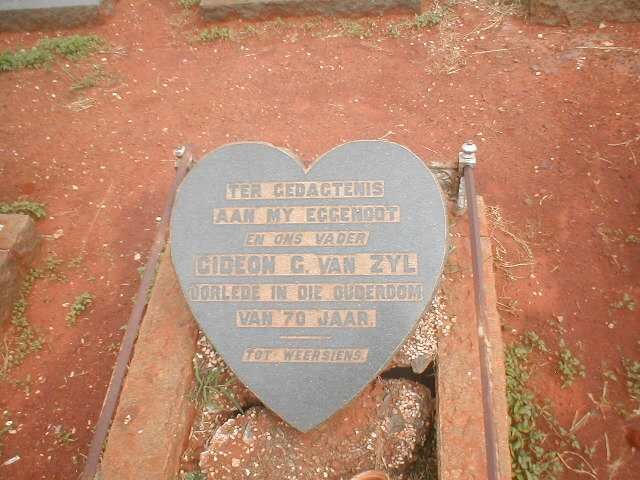 TER GEDAGTENIS
AAN MY EGGENOOT
EN ONS VADER
GIDEON G. VAN ZYL
OORLEDE IN DIE OUDERDOM
VAN 70 JAAR.
TOT WEERSIENS.